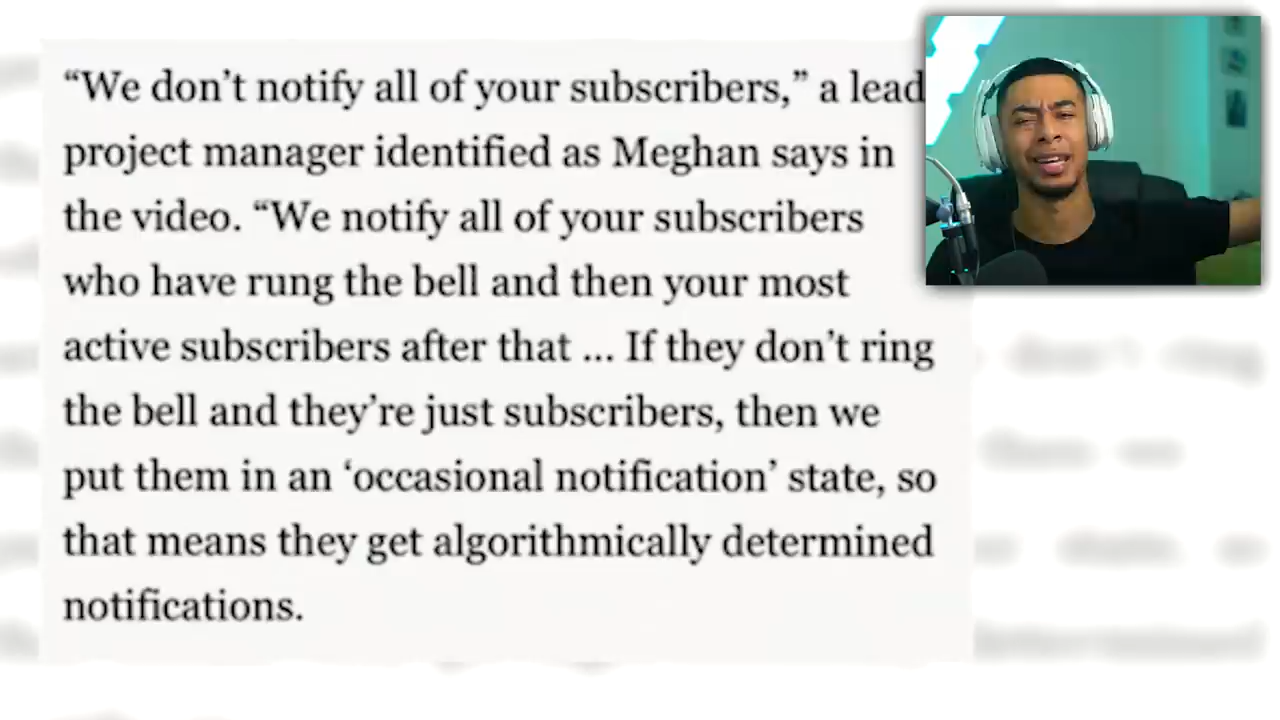 “We don’t notify all of your subscribers,” a lead
project manager identified as Meghan says in
the video. “We notify all of your subscribers
who have rung the bell and then your most
active subscribers after that ... If they don’t ring
the bell and they’re just subscribers, then we
put them in an ‘occasional notification’ state, so
that means they get algorithmically determined
notifications.